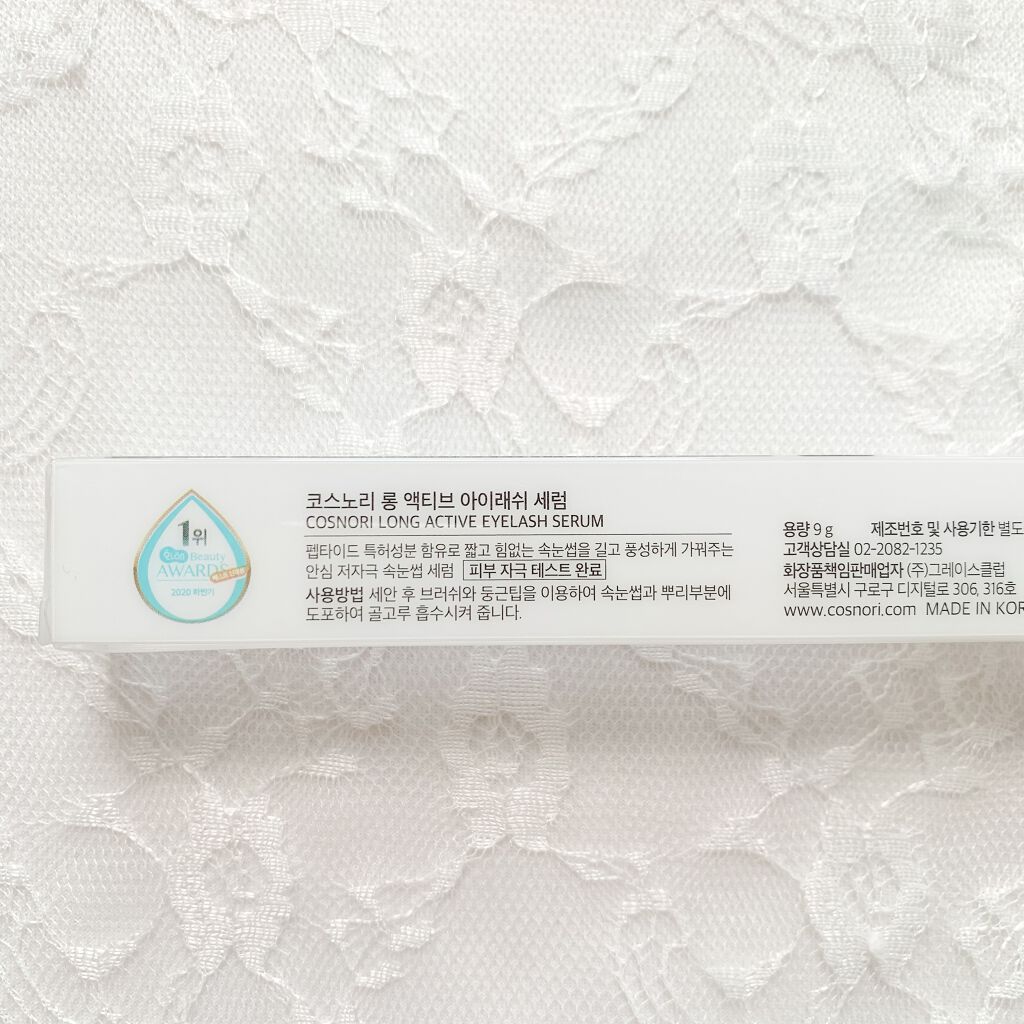 1위
오늘의 Beauty
AWARDS
2020 하반기
코스노리 롱 액티브 아이래쉬 세럼
COSNORI LONG ACTIVE EYELASH SERUM
펩타이드 특허성분 함유로 짧고 힘없는 속눈썹을 길고 풍성하게 가꿔주는
안심 저자극 속눈썹 세럼 피부 자극 테스트 완료
사용방법 세안 후 브러쉬와 둥근팁을 이용하여 속눈썹과 뿌리부분에
도포하여 골고루 흡수시켜 줍니다.
용량 9 g 제조번호 및 사용기한 별도
고객상담실 02-2082-1235
화장품책임판매업자 (주)그레이스클럽
서울특별시 구로구 디지털로 306, 316호
www.cosnori.com MADE IN KOR